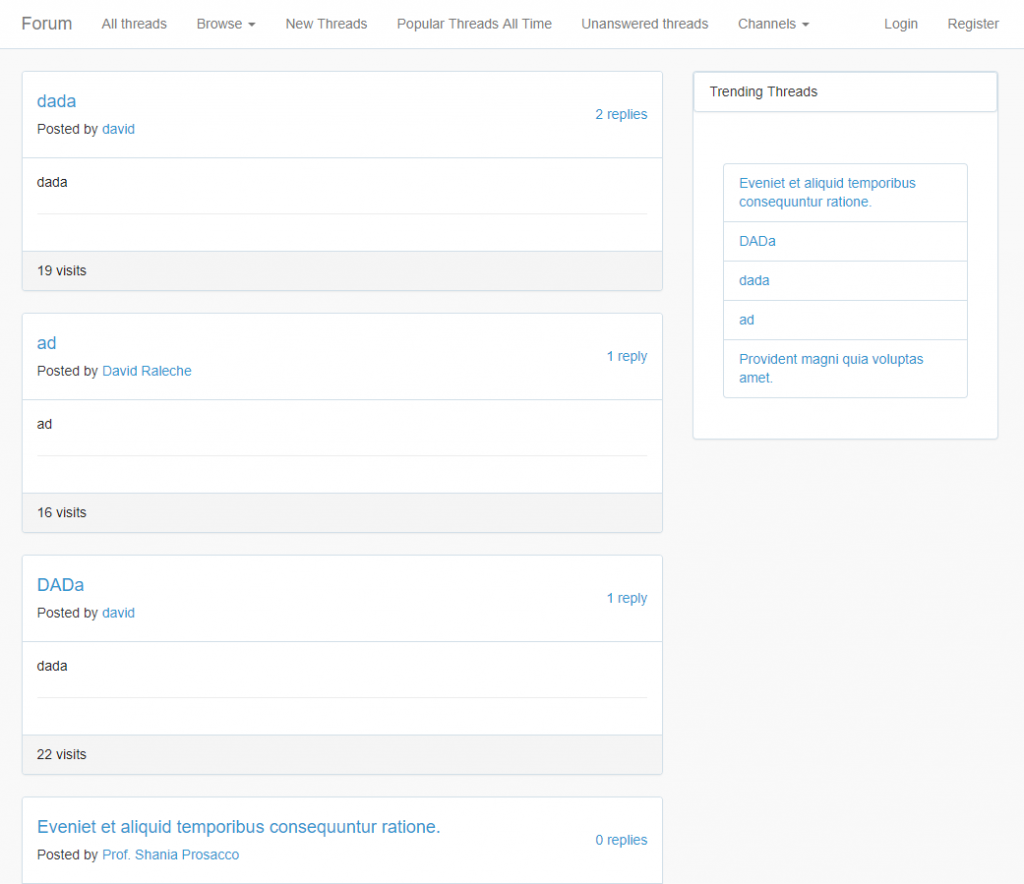 Forum All threads Browse New Threads Popular Threads All Time Unanswered threads Channels Login Register
dada
Posted by david
2 replies
dada
19 visits
ad
Posted by David Raleche
1 reply
ad
16 visits
DADa
Posted by david
1 reply
dada
22 visits
Eveniet et aliquid temporibus consequuntur ratione.
Posted by Prof. Shania Prosacco
0 replies
Trending Threads
Eveniet et aliquid temporibus
consequuntur ratione.
DADa
dada
ad
Provident magni quia voluptas
amet.